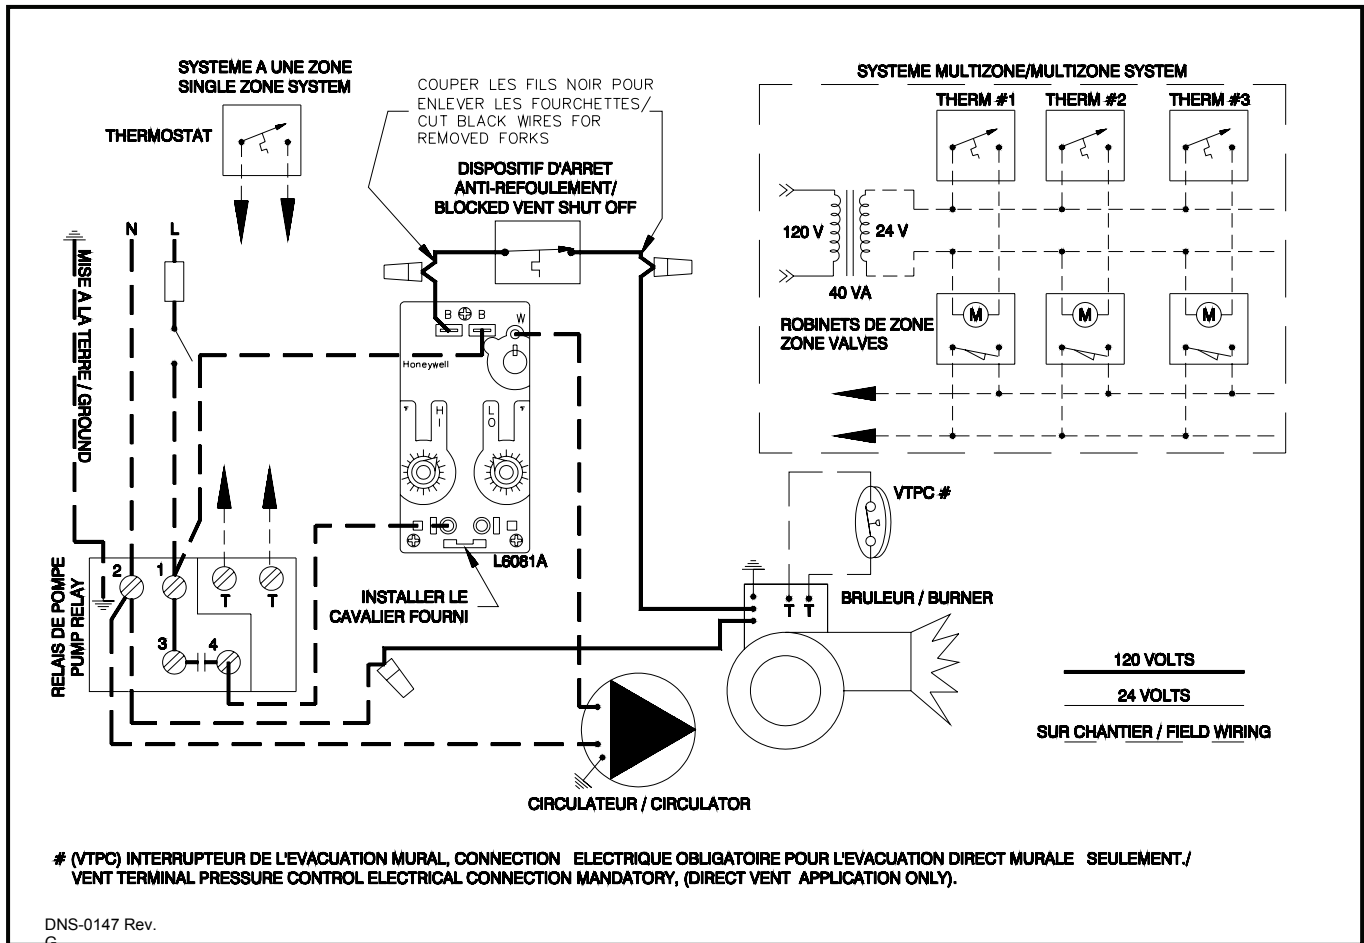 SYSTEME A UNE ZONE
SINGLE ZONE SYSTEM
THERMOSTAT
COUPER LES FILS NOIR POUR
ENLEVER LES FOURCHETTES/
CUT BLACK WIRES FOR
REMOVED FORKS
DISPOSITIF D'ARRET
ANTI-REFOULEMENT/
BLOCKED VENT SHUT OFF
SYSTEME MULTIZONE/MULTIZONE SYSTEM
THERM #1
THERM #2
THERM #3
120 V
24 V
40 VA
ROBINETS DE ZONE
ZONE VALVES
M
M
M
N
L
MISE A LA TERRE / GROUND
B
B
W
Honeywell
HI
LO
L6081A
INSTALLER LE
CAVALIER FOURNI
RELAIS DE POMPE
PUMP RELAY
2
1
T
T
3
4
VTPC #
T
T
BRULEUR / BURNER
CIRCULATEUR / CIRCULATOR
120 VOLTS
24 VOLTS
SUR CHANTIER / FIELD WIRING
# (VTPC) INTERRUPTEUR DE L'EVACUATION MURAL, CONNECTION ELECTRIQUE OBLIGATOIRE POUR L'EVACUATION DIRECT MURALE SEULEMENT./
VENT TERMINAL PRESSURE CONTROL ELECTRICAL CONNECTION MANDATORY, (DIRECT VENT APPLICATION ONLY).
DNS-0147 Rev.
G